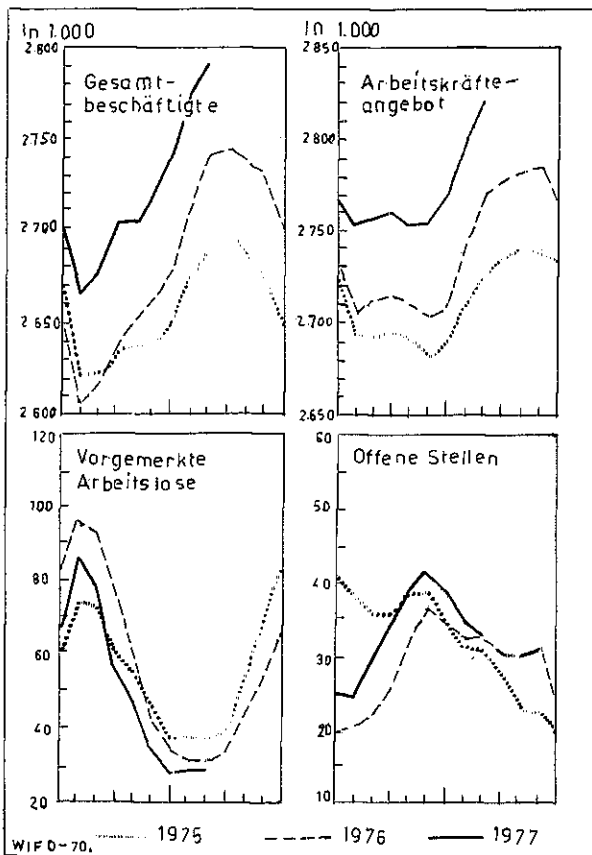 In 1.000
2.800
2.750
2.700
2.650
2.600
Gesamt-
beschäftigte
In 1.000
2.850
2.800
2.750
2.700
2.650
Arbeitskräfte-
angebot
120
100
80
60
40
20
Vorgemerkte
Arbeitslose
60
50
40
30
20
10
Offene Stellen
WIFO-70.
1975 1976 1977